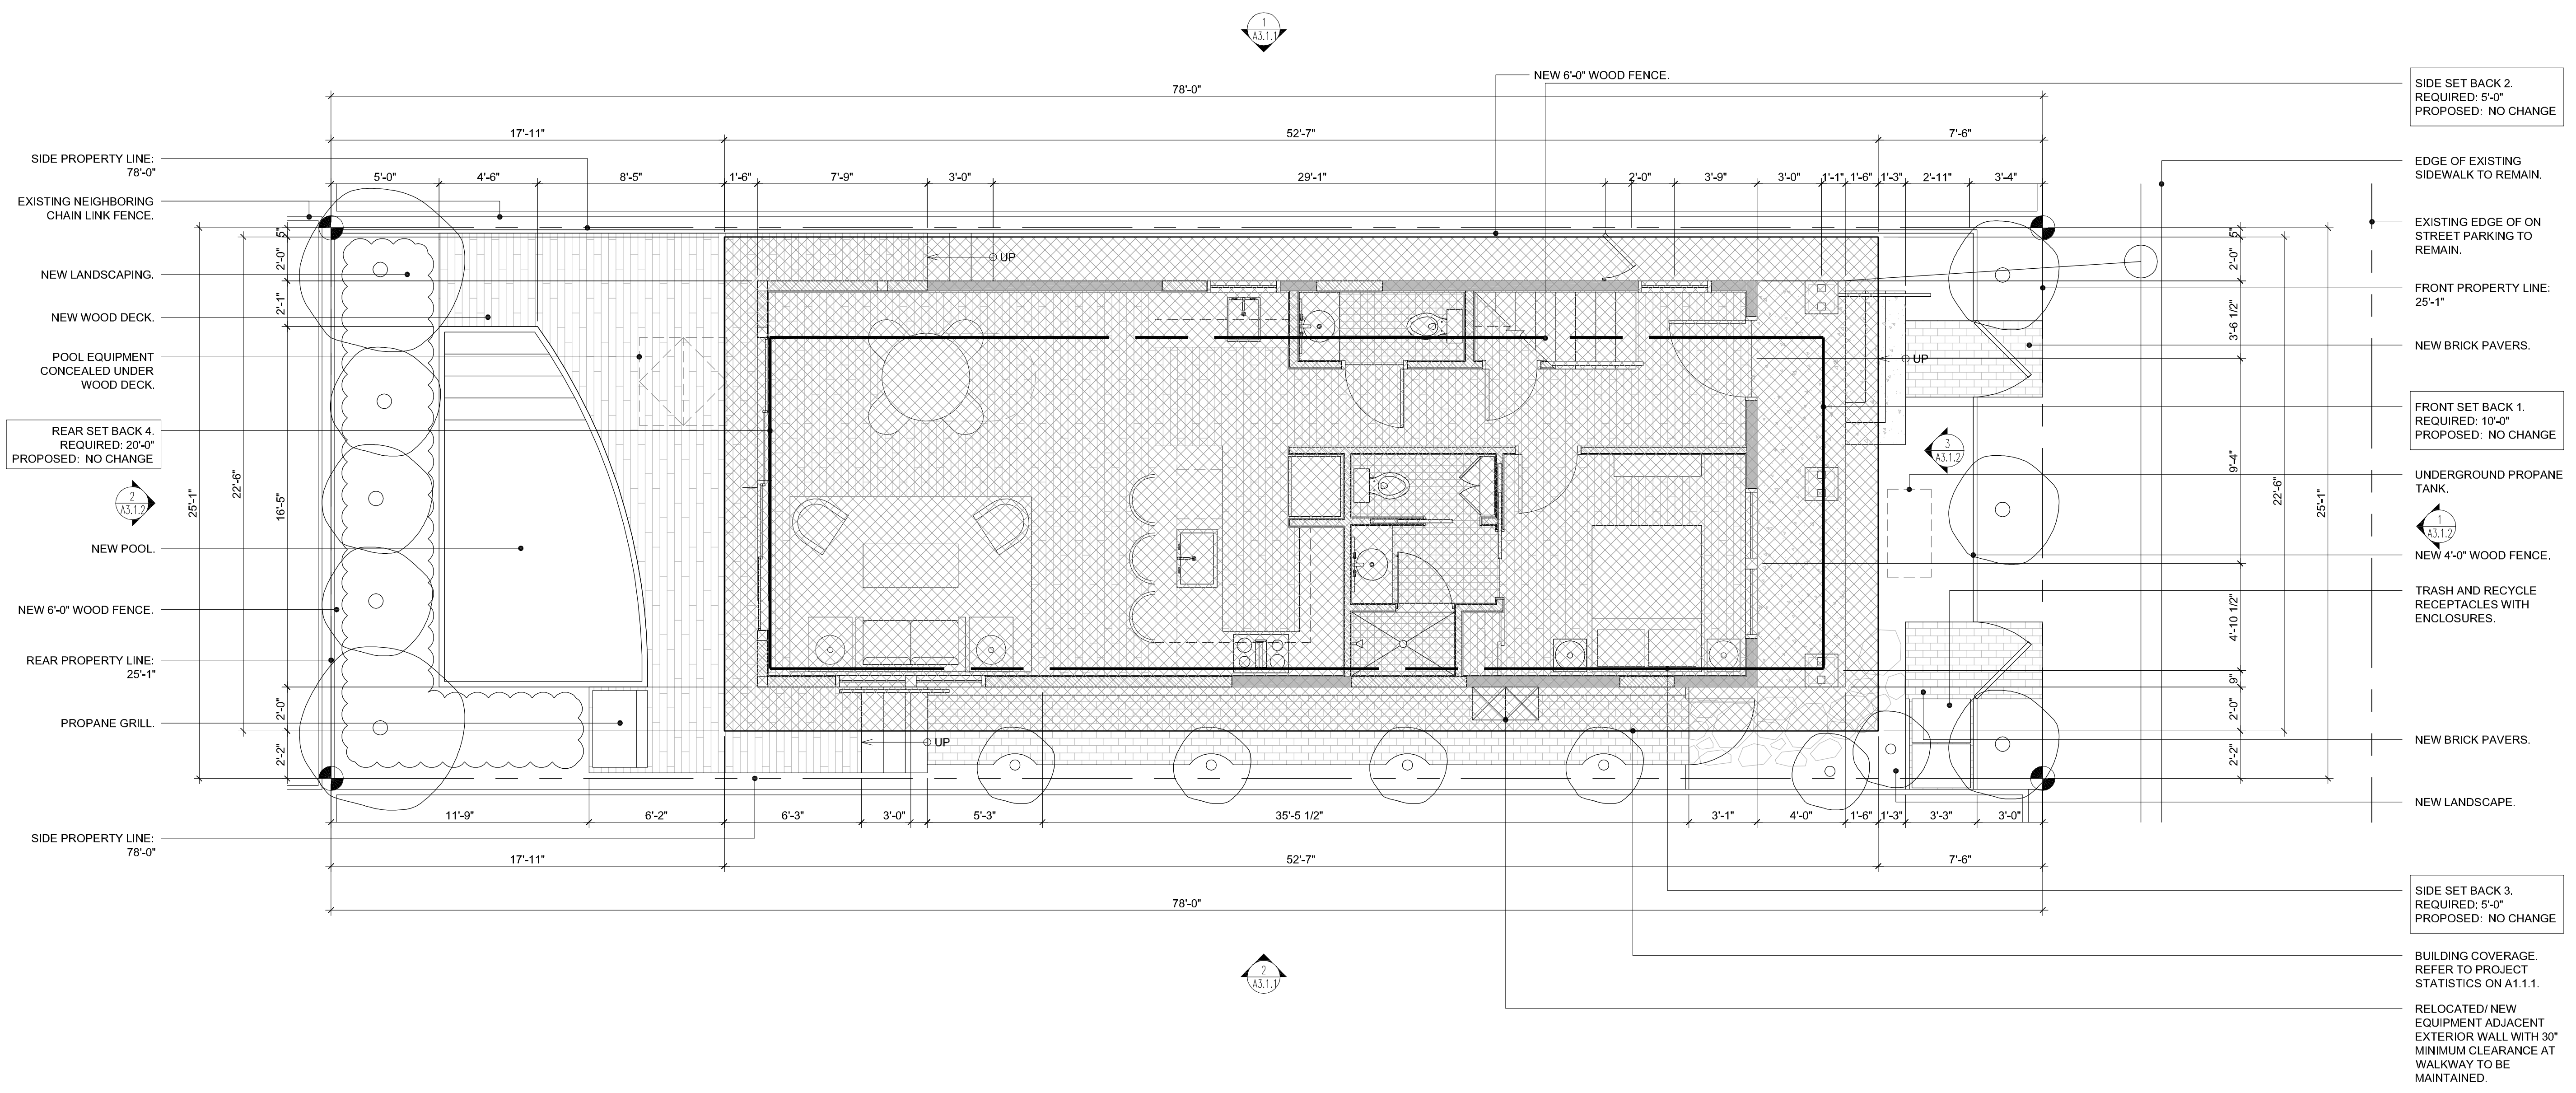 1
A3.1.1
NEW 6'-0" WOOD FENCE.
78'-0"
17'-11"
52'-7"
7'-6"
5'-0"
4'-6"
8'-5"
1'-6"
7'-9"
3'-0"
29'-1"
2'-0"
3'-9"
3'-0"
1'-1"
1'-6"
1'-3"
2'-11"
3'-4"
SIDE PROPERTY LINE:
78'-0"
EXISTING NEIGHBORING
CHAIN LINK FENCE.
NEW LANDSCAPING.
NEW WOOD DECK.
POOL EQUIPMENT
CONCEALED UNDER
WOOD DECK.
REAR SET BACK 4.
REQUIRED: 20'-0"
PROPOSED: NO CHANGE
2
A3.1.2
NEW POOL.
NEW 6'-0" WOOD FENCE.
REAR PROPERTY LINE:
25'-1"
PROPANE GRILL.
SIDE PROPERTY LINE:
78'-0"
25'-1"
22'-6"
5"
2'-0"
2'-1"
16'-5"
2'-0"
2'-2"
UP
UP
UP
3
A3.1.2
5"
2'-0"
3'-6 1/2"
9'-4"
4'-10 1/2"
9"
2'-0"
2'-2"
22'-6"
25'-1"
SIDE SET BACK 2.
REQUIRED: 5'-0"
PROPOSED: NO CHANGE
EDGE OF EXISTING
SIDEWALK TO REMAIN.
EXISTING EDGE OF ON
STREET PARKING TO
REMAIN.
FRONT PROPERTY LINE:
25'-1"
NEW BRICK PAVERS.
FRONT SET BACK 1.
REQUIRED: 10'-0"
PROPOSED: NO CHANGE
UNDERGROUND PROPANE
TANK.
1
A3.1.2
NEW 4'-0" WOOD FENCE.
TRASH AND RECYCLE
RECEPTACLES WITH
ENCLOSURES.
NEW BRICK PAVERS.
NEW LANDSCAPE.
11'-9"
6'-2"
6'-3"
3'-0"
5'-3"
35'-5 1/2"
3'-1"
4'-0"
1'-6"
1'-3"
3'-3"
3'-0"
17'-11"
52'-7"
7'-6"
78'-0"
2
A3.1.1
SIDE SET BACK 3.
REQUIRED: 5'-0"
PROPOSED: NO CHANGE
BUILDING COVERAGE.
REFER TO PROJECT
STATISTICS ON A1.1.1.
RELOCATED/ NEW
EQUIPMENT ADJACENT
EXTERIOR WALL WITH 30"
MINIMUM CLEARANCE AT
WALKWAY TO BE
MAINTAINED.